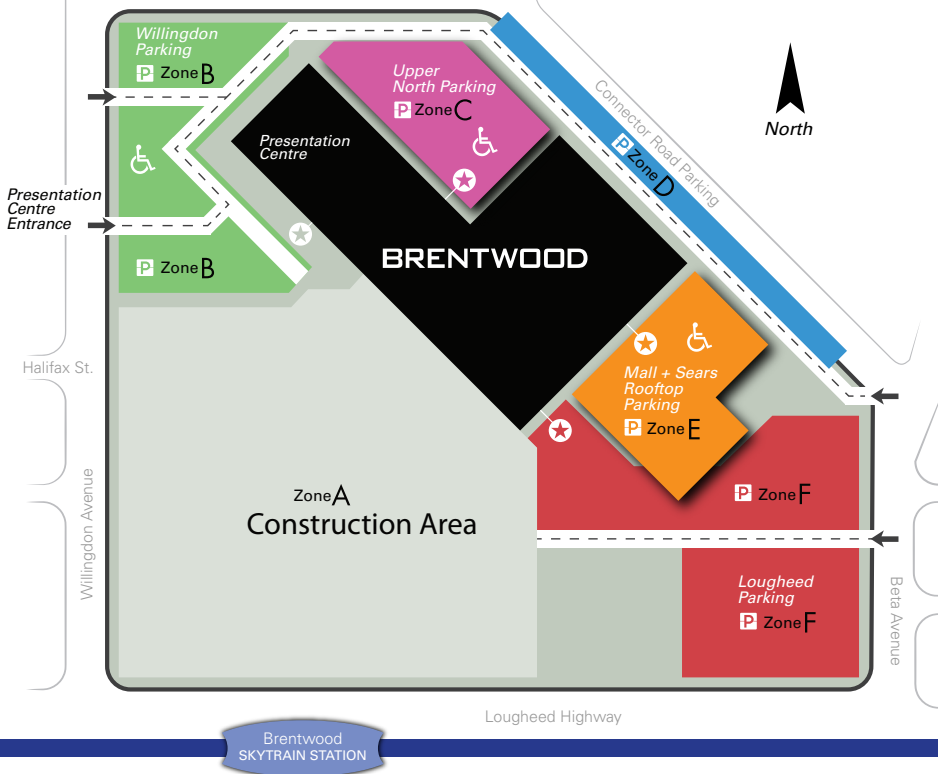 Willingdon
Parking
P Zone B
Upper
North Parking
P Zone C
Connector Road Parking
P Zone D
North
Presentation
Centre
Presentation
Centre
Entrance
P Zone B
BRENTWOOD
Halifax St.
Mall + Sears
Rooftop
Parking
P Zone E
Zone A
Construction Area
P Zone F
Willingdon Avenue
Lougheed
Parking
P Zone F
Beta Avenue
Lougheed Highway
Brentwood
SKYTRAIN STATION